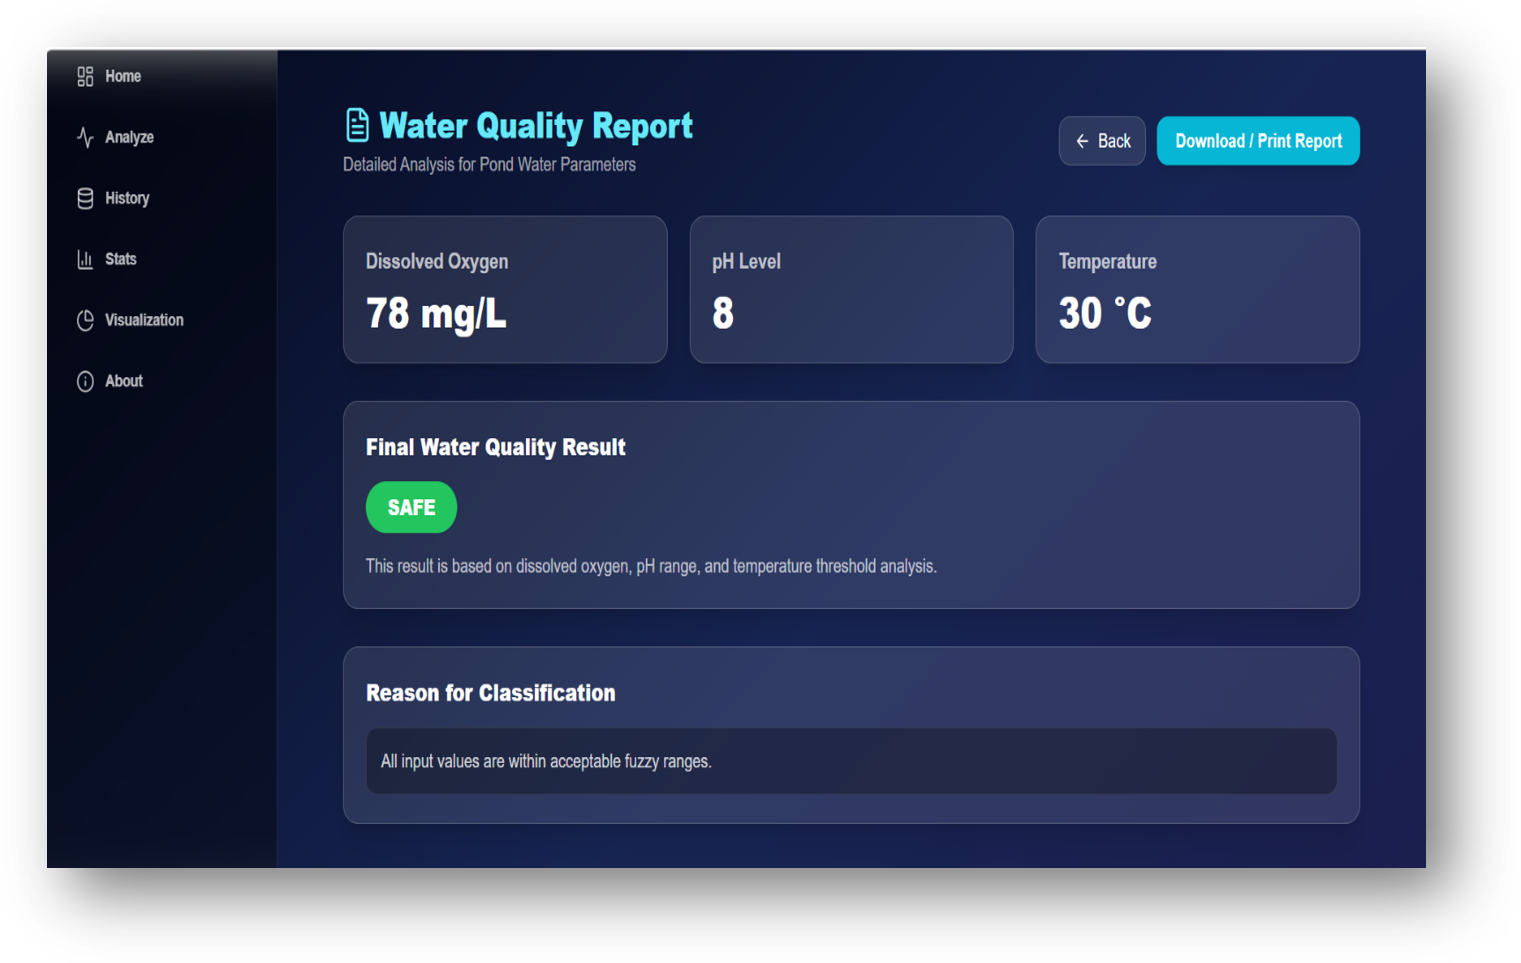 Home
Analyze
History
Stats
Visualization
About
Water Quality Report
Detailed Analysis for Pond Water Parameters
← Back
Download / Print Report
Dissolved Oxygen
78 mg/L
pH Level
8
Temperature
30 °C
Final Water Quality Result
SAFE
This result is based on dissolved oxygen, pH range, and temperature threshold analysis.
Reason for Classification
All input values are within acceptable fuzzy ranges.